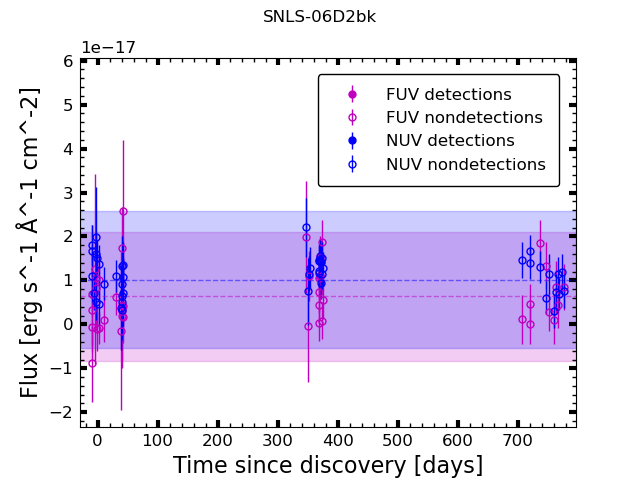 SNLS-06D2bk
1e−17
6
5
4
3
2
1
0
−1
−2
Flux [erg s^-1 Å^-1 cm^-2]
FUV detections
FUV nondetections
NUV detections
NUV nondetections
0 100 200 300 400 500 600 700
Time since discovery [days]